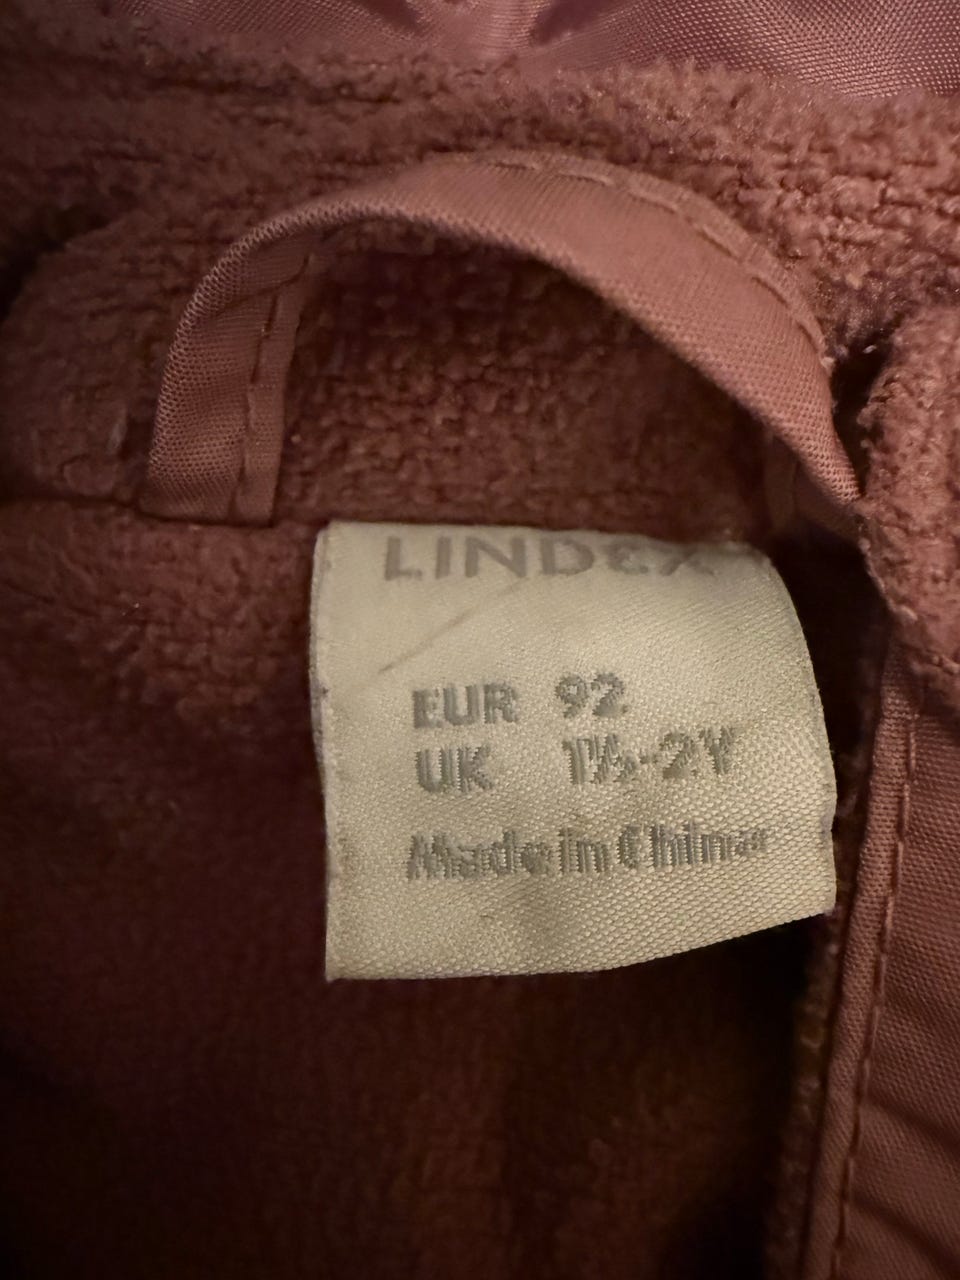 LINDEX
EUR 92
UK 1½-2Y
Made in China